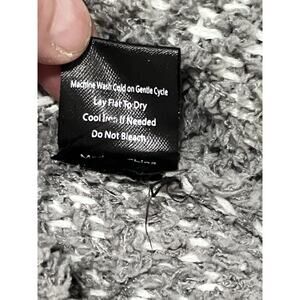 Machine Wash Cold on Gentle Cycle
Lay Flat To Dry
Cool Iron If Needed
Do Not Bleach